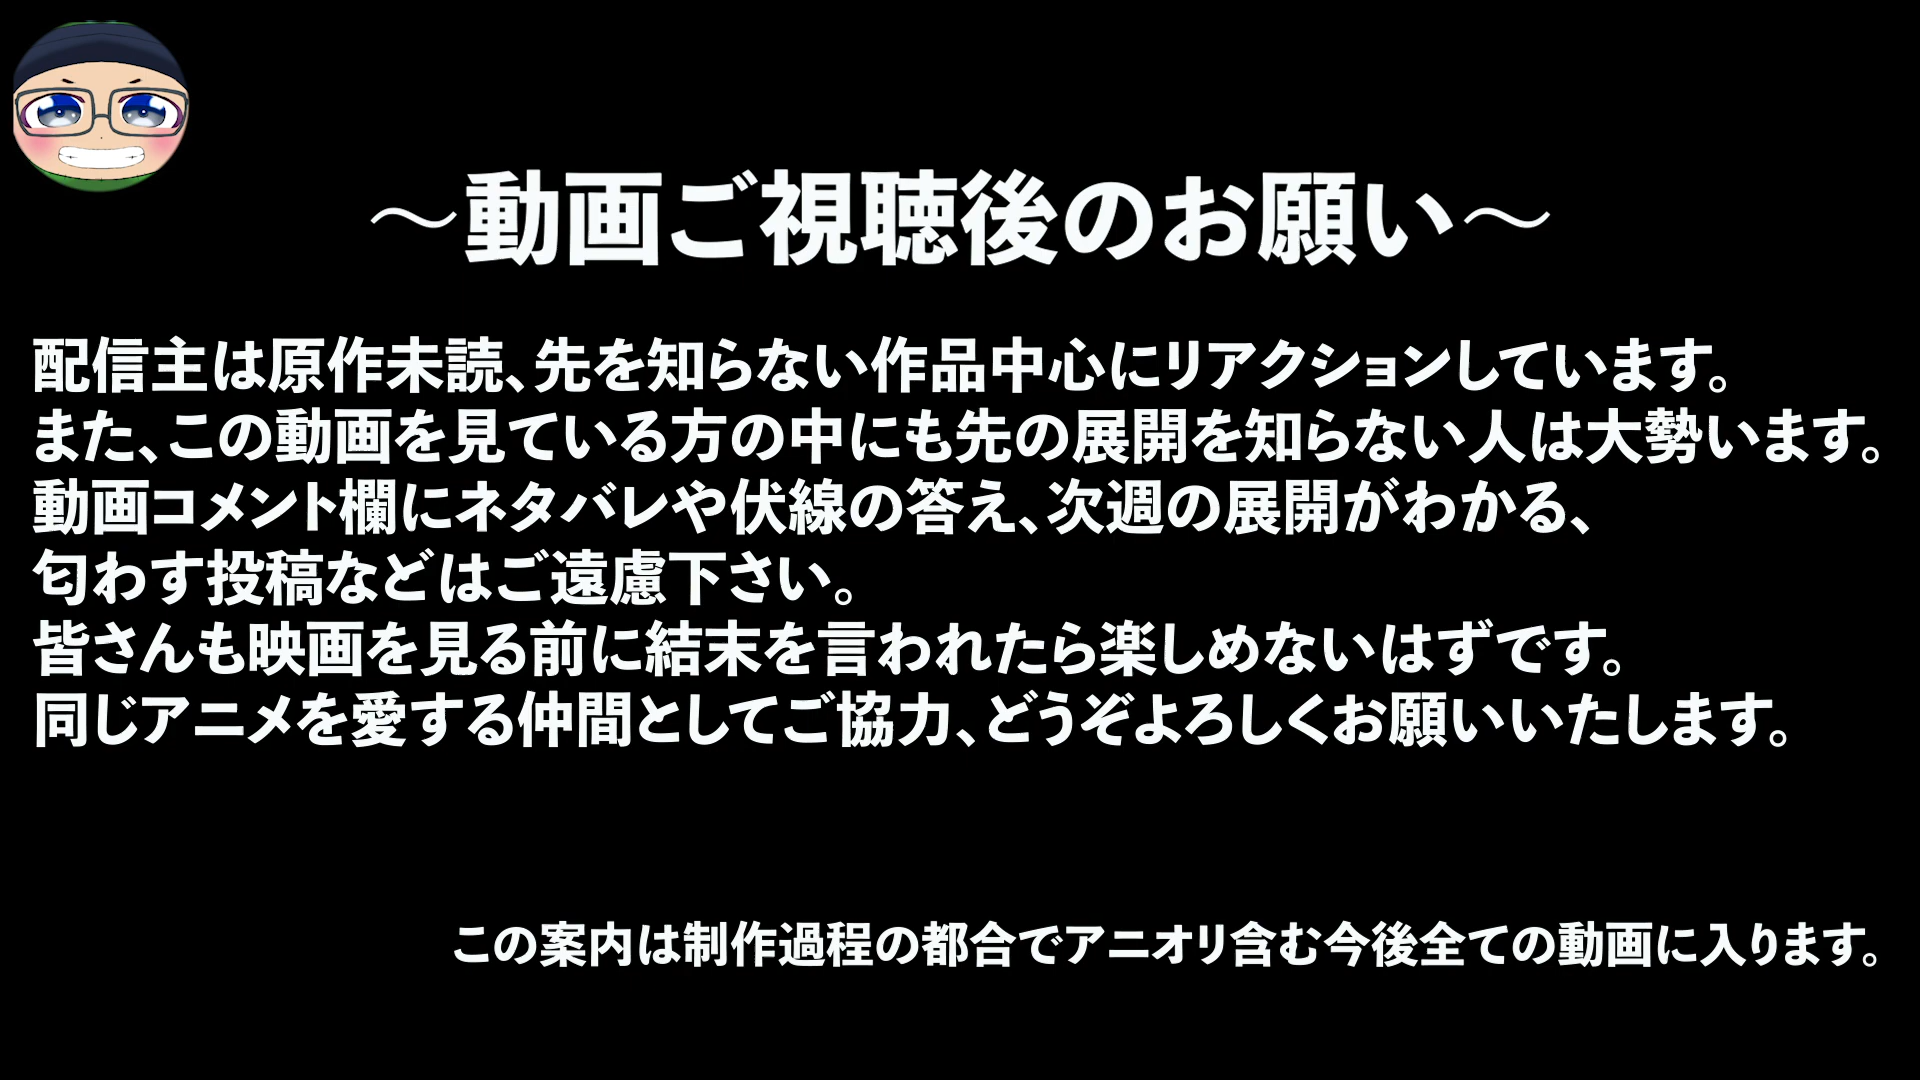 ～動画ご視聴後のお願い～
配信主は原作未読、先を知らない作品中心にリアクションしています。
また、この動画を見ている方の中にも先の展開を知らない人は大勢います。
動画コメント欄にネタバレや伏線の答え、次週の展開がわかる、
匂わす投稿などはご遠慮下さい。
皆さんも映画を見る前に結末を言われたら楽しめないはずです。
同じアニメを愛する仲間としてご協力、どうぞよろしくお願いいたします。
この案内は制作過程の都合でアニオリ含む今後全ての動画に入ります。